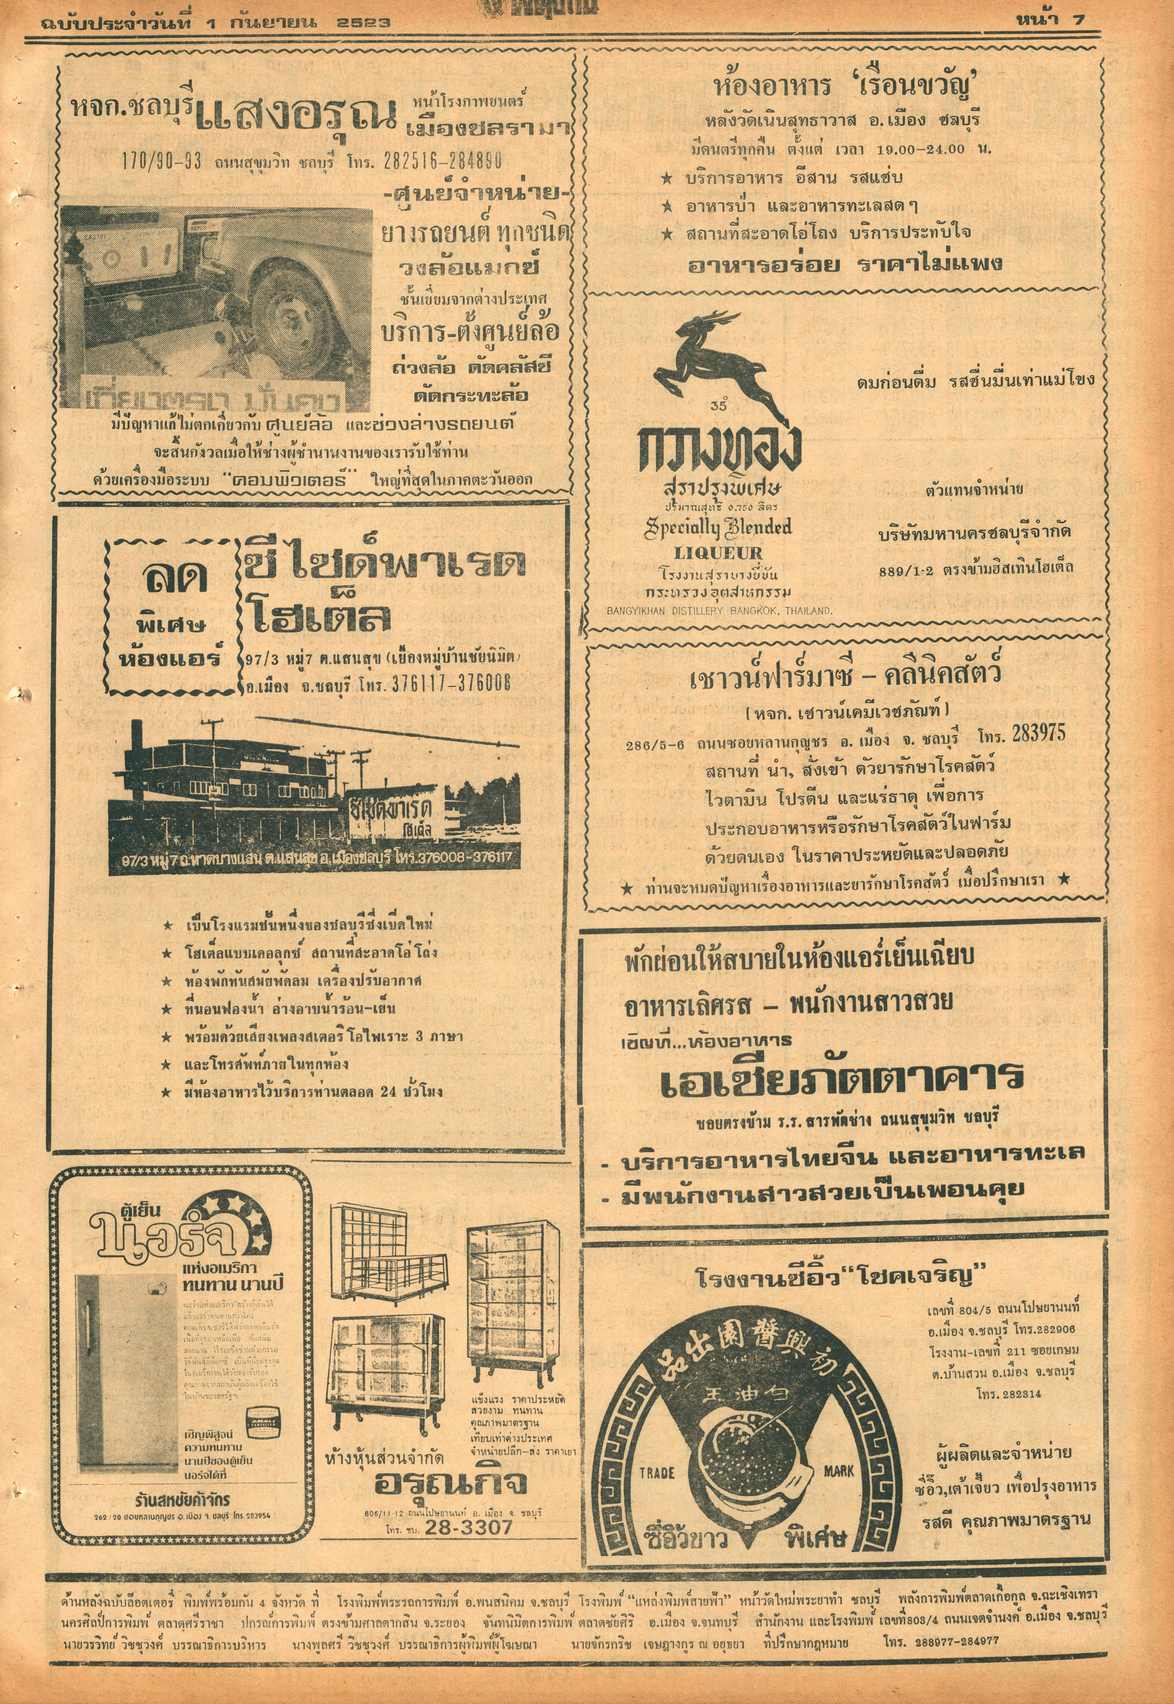 ฉบับประจำวันที่ 1 กันยายน 2523
หน้า 7
หจก.ชลบุรี แสงอรุณ
หน้าโรงภาพยนตร์
เมืองชลรามา
170/90-93 ถนนสุขุมวิท ชลบุรี โทร. 282516-284890
-ศูนย์จำหน่าย-
ยางรถยนต์ ทุกชนิด
วงล้อแมกซ์
ชั้นเยี่ยมจากต่างประเทศ
บริการ-ตั้งศูนย์ล้อ
ถ่วงล้อ ตัดคลัสซี
ดัดกระทะล้อ
เที่ยงตรง มั่นคง
มีปัญหาแก้ไม่ตกเกี่ยวกับ ศูนย์ล้อ และช่วงล่างรถยนต์
จะสิ้นกังวลเมื่อให้ช่างผู้ชำนานงานของเรารับใช้ท่าน
ด้วยเครื่องมือระบบ "คอมพิวเตอร์" ใหญ่ที่สุดในภาคตะวันออก
ห้องอาหาร 'เรือนขวัญ'
หลังวัดเนินสุทธาวาส อ.เมือง ชลบุรี
มีดนตรีทุกคืน ตั้งแต่ เวลา 19.00-24.00 น.
★ บริการอาหาร อีสาน รสแซ่บ
★ อาหารป่า และอาหารทะเลสดๆ
★ สถานที่สะอาดโอ่โถง บริการประทับใจ
อาหารอร่อย ราคาไม่แพง
35°
กวางทอง
สุราปรุงพิเศษ
ปริมาณสุทธิ 0.750 ลิตร
Specially Blended
LIQUEUR
โรงงานสุราบางยี่ขัน
กระทรวงอุตสาหกรรม
BANGYIKHAN DISTILLERY BANGKOK, THAILAND.
ดมก่อนดื่ม รสชื่นมื่นเท่าแม่โขง
ตัวแทนจำหน่าย
บริษัทมหานครชลบุรีจำกัด
889/1-2 ตรงข้ามอิสเทินโฮเต็ล
ลด
พิเศษ
ห้องแอร์
ซีไซด์พาเรด
โฮเต็ล
97/3 หมู่7 ต.แสนสุข (เยื้องหมู่บ้านชัยนิมิต)
อ.เมือง จ.ชลบุรี โทร. 376117-376008
ซีไซด์พาเรด
โฮเต็ล
97/3 หมู่ 7 ถ.หาดบางแสน ต.แสนสุข อ.เมืองชลบุรี โทร.376008-376117
★ เป็นโรงแรมชั้นหนึ่งของชลบุรีซึ่งเปิดใหม่
★ โฮเต็ลแบบเดอลุกซ์ สถานที่สะอาดโอ่โถ่ง
★ ห้องพักทันสมัยพัดลม เครื่องปรับอากาศ
★ ที่นอนฟองน้ำ อ่างอาบน้ำร้อน-เย็น
★ พร้อมด้วยเสียงเพลงสเตอริโอไพเราะ 3 ภาษา
★ และโทรศัพท์ภายในทุกห้อง
★ มีห้องอาหารไว้บริการท่านตลอด 24 ชั่วโมง
เชาวน์ฟาร์มาซี - คลีนิคสัตว์
(หจก. เชาวน์เคมีเวชภัณฑ์)
286/5-6 ถนนซอยหลานกุญชร อ. เมือง จ. ชลบุรี โทร. 283975
สถานที่ นำ, สั่งเข้า ตัวยารักษาโรคสัตว์
ไวตามิน โปรตีน และแร่ธาตุ เพื่อการ
ประกอบอาหารหรือรักษาโรคสัตว์ในฟาร์ม
ด้วยตนเอง ในราคาประหยัดและปลอดภัย
★ ท่านจะหมดปัญหาเรื่องอาหารและยารักษาโรคสัตว์ เมื่อปรึกษาเรา ★
พักผ่อนให้สบายในห้องแอร์เย็นเฉียบ
อาหารเลิศรส - พนักงานสาวสวย
เชิณที่...ห้องอาหาร
เอเซียภัตตาคาร
ซอยตรงข้าม ร.ร.สารพัดช่าง ถนนสุขุมวิท ชลบุรี
- บริการอาหารไทยจีน และอาหารทะเล
- มีพนักงานสาวสวยเป็นเพอนคุย
ตู้เย็น
นอร์จ
แห่งอเมริกา
ทนทาน นานปี
เชิญพิสูจน์
ความทนทาน
นานปีของตู้เย็น
นอร์จได้ที่
ร้านสหชัยค้าจักร
262/28 ซอยหลานกุญชร อ.เมือง จ.ชลบุรี โทร 283954
แข็งแรง ราคาประหยัด
สวยงาม ทนทาน
คุณภาพมาตรฐาน
เทียบเท่าต่างประเทศ
จำหน่ายปลีก-ส่ง ราคาเยา
ห้างหุ้นส่วนจำกัด
อรุณกิจ
806/11-12 ถนนโปษยานนท์ อ. เมือง จ. ชลบุรี
โทร. ชบ. 28-3307
โรงงานซีอิ้ว "โชคเจริญ"
品出園醬興初
王油白
TRADE MARK
ซีอิ๊วขาว พิเศษ
เลขที่ 804/5 ถนนโปษยานนท์
อ.เมือง จ.ชลบุรี โทร.282906
โรงงาน-เลขที่ 211 ซอยเกษม
ต.บ้านสวน อ.เมือง จ.ชลบุรี
โทร. 282314
ผู้ผลิตและจำหน่าย
ซีอิ๊ว,เต้าเจี้ยว เพื่อปรุงอาหาร
รสดี คุณภาพมาตรฐาน
ด้านหลังฉบับล็อตเตอรี่ พิมพ์พร้อมกัน 4 จังหวัด ที่ โรงพิมพ์พระรถการพิมพ์ อ.พนสนิคม จ.ชลบุรี โรงพิมพ์ "แหล่งพิมพ์สายฟ้า" หน้าวัดใหม่พระยาทำ ชลบุรี พลังการพิมพ์ตลาดเกื้อกูล จ.ฉะเชิงเทรา
นครศิลป์การพิมพ์ ตลาดศรีราชา ปกรณ์การพิมพ์ ตรงข้ามศาลตากสิน จ.ระยอง จันทนิมิตการพิมพ์ ตลาดชัยศิริ อ.เมือง จ.จนทบุรี สำนักงาน และโรงพิมพ์ เลขที่803/4 ถนนเจตจำนงค์ อ.เมือง จ.ชลบุรี
นายวรวิทย์ วิชชุวงศ์ บรรณาธิการบริหาร นางพูลศรี วิชชุวงศ์ บรรณาธิการผู้พิมพ์ผู้โฆษณา นายจักรกริช เจษฎางกูร ณ อยุธยา ที่ปรึกษากฎหมาย โทร. 288977-284977